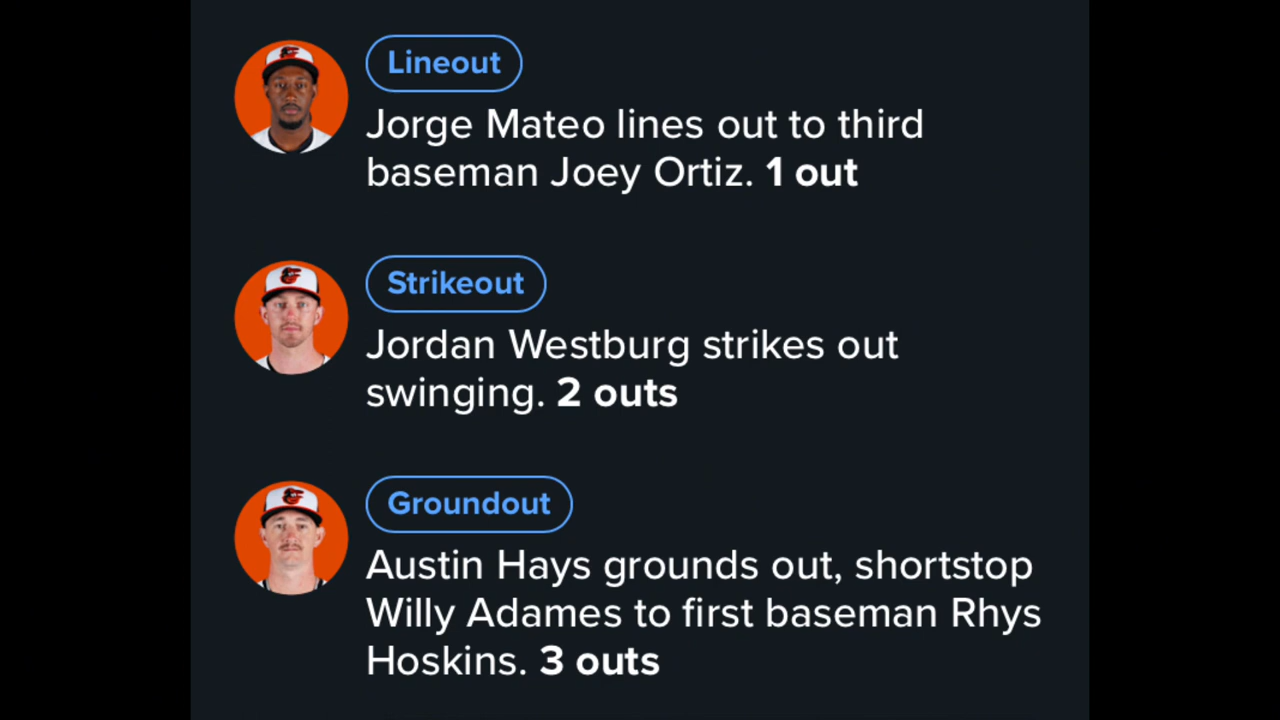 Lineout
Jorge Mateo lines out to third
baseman Joey Ortiz. 1 out
Strikeout
Jordan Westburg strikes out
swinging. 2 outs
Groundout
Austin Hays grounds out, shortstop
Willy Adames to first baseman Rhys
Hoskins. 3 outs